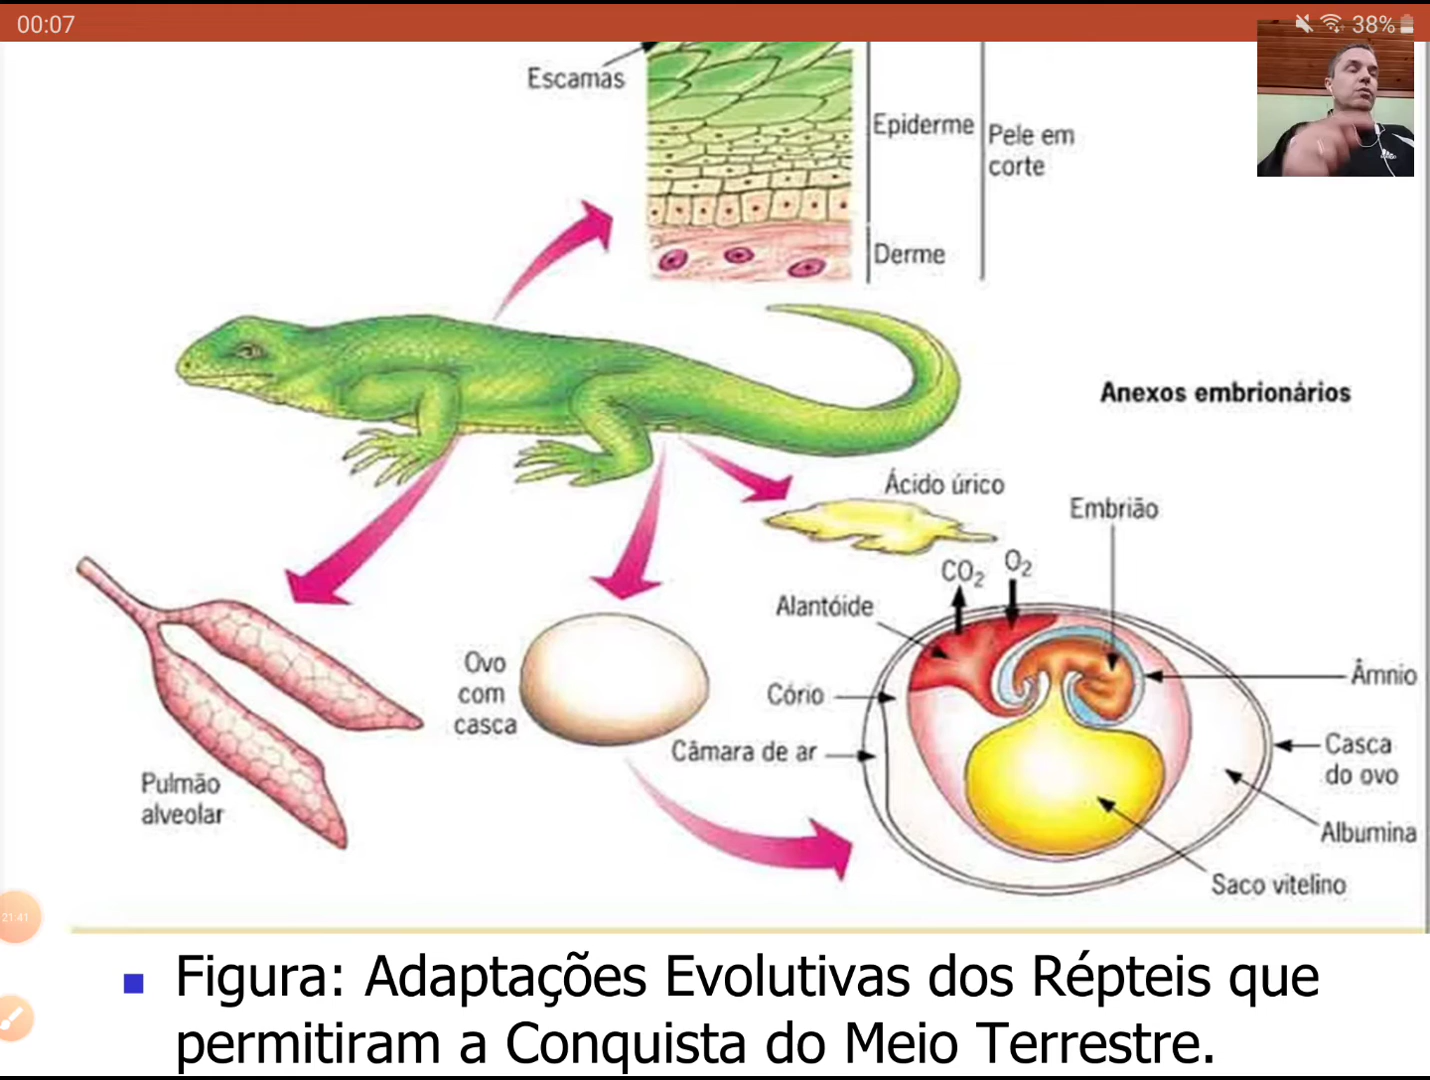 00:07
38%
Escamas
Epiderme
Pele em
corte
Derme
Anexos embrionários
Ácido úrico
Embrião
CO₂
O₂
Alantóide
Ovo
com
casca
Cório
Âmnio
Câmara de ar
Casca
do ovo
Pulmão
alveolar
Albumina
Saco vitelino
21:41
Figura: Adaptações Evolutivas dos Répteis que
permitiram a Conquista do Meio Terrestre.